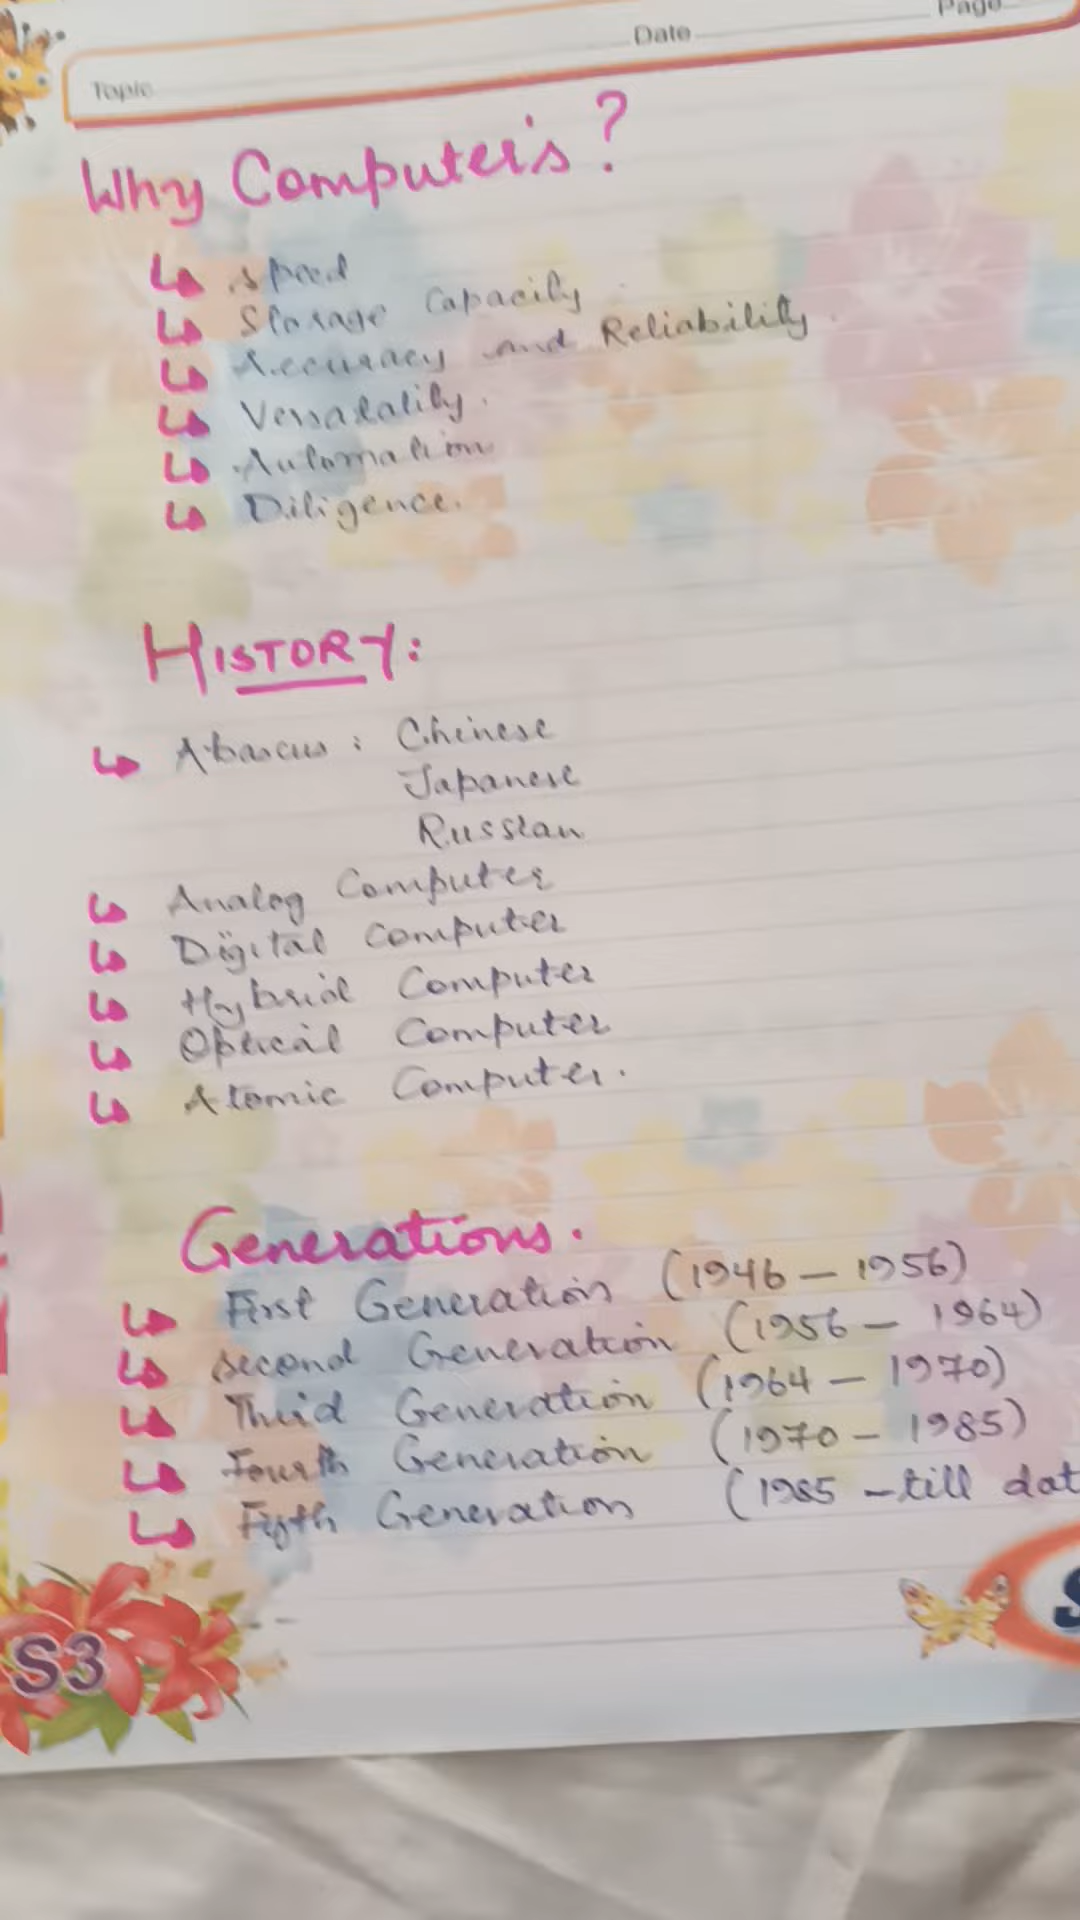 Page
Date
Topic
Why Computer's?
↳ Speed
↳ Storage Capacity
↳ Accuracy and Reliability.
↳ Versatality.
↳ Automation
↳ Diligence.
HISTORY:
↳ Abascus : Chinese
Japanese
Russian
↳ Analog Computer
↳ Digital Computer
↳ Hybrid Computer
↳ Optical Computer
↳ Atomic Computer.
Generations.
↳ First Generation (1946 – 1956)
↳ Second Generation (1956 – 1964)
↳ Third Generation (1964 – 1970)
↳ Fourth Generation (1970 – 1985)
↳ Fifth Generation (1985 – till dat
S3
S